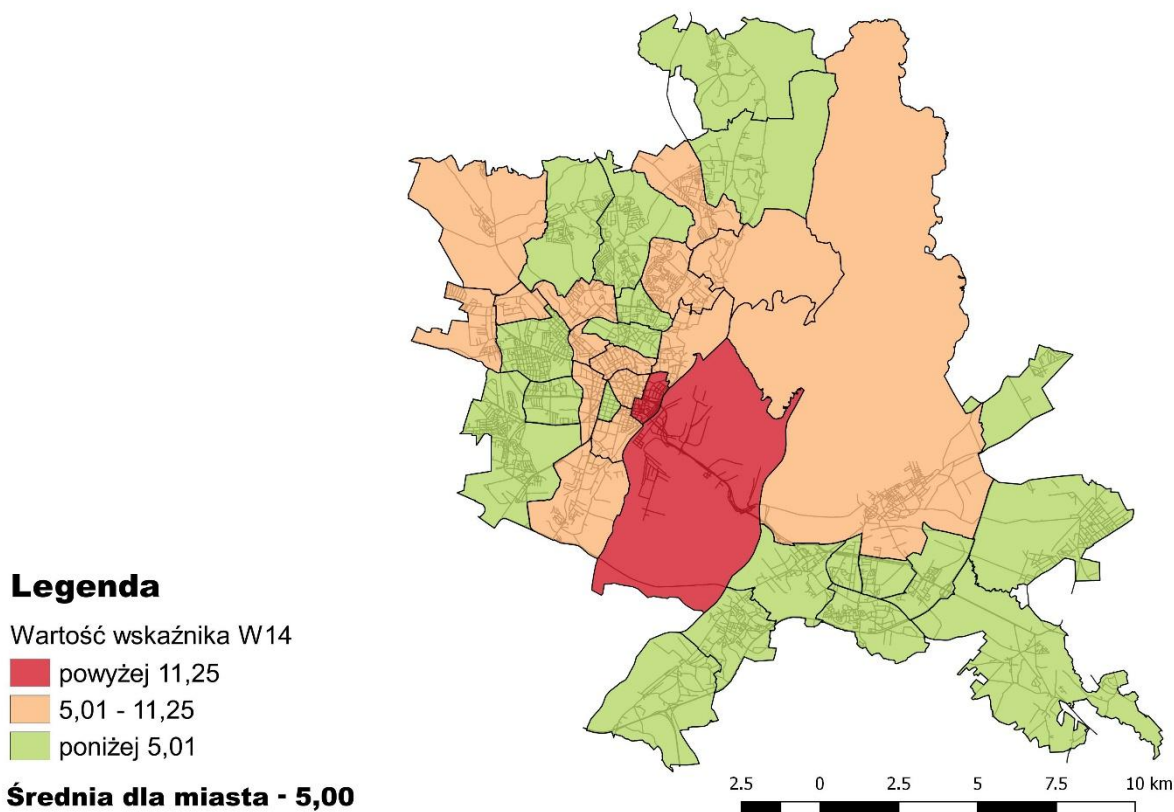 Legenda
Wartość wskaźnika W14
powyżej 11,25
5,01 - 11,25
poniżej 5,01
Średnia dla miasta - 5,00
2.5 0 2.5 5 7.5 10 km